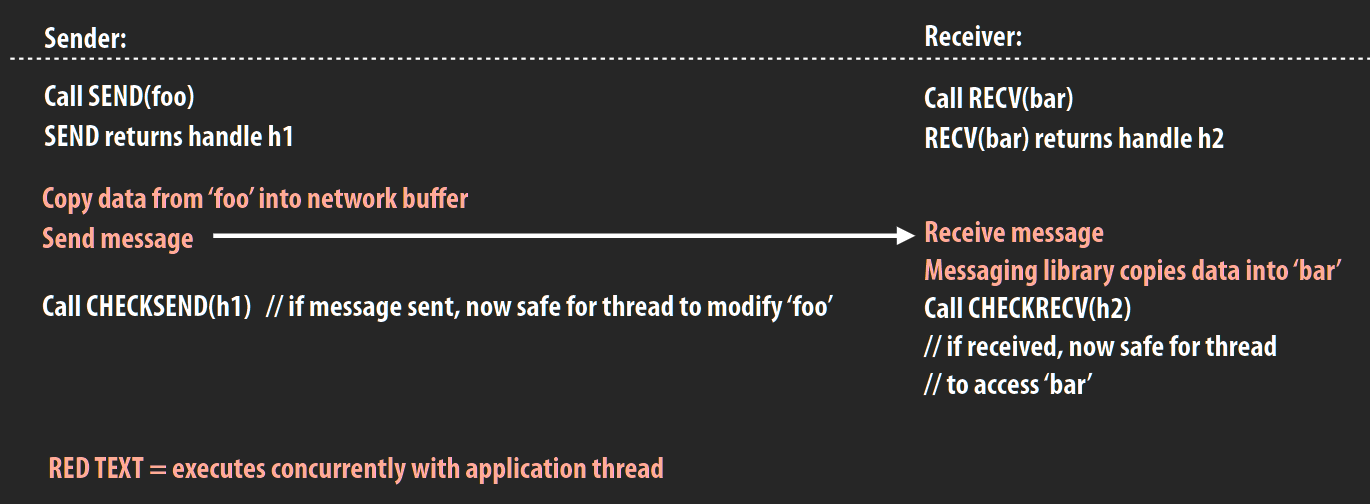 Sender:
Receiver:
Call SEND(foo)
SEND returns handle h1
Call RECV(bar)
RECV(bar) returns handle h2
Copy data from ‘foo’ into network buffer
Send message
Receive message
Messaging library copies data into ‘bar’
Call CHECKSEND(h1)  // if message sent, now safe for thread to modify ‘foo’
Call CHECKRECV(h2)
// if received, now safe for thread
// to access ‘bar’
RED TEXT = executes concurrently with application thread